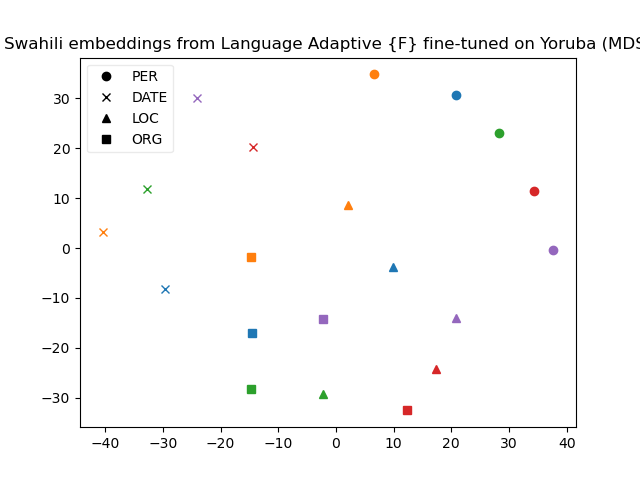 Swahili embeddings from Language Adaptive {F} fine-tuned on Yoruba (MDS
PER
DATE
LOC
ORG
30
20
10
0
−10
−20
−30
−40 −30 −20 −10 0 10 20 30 40